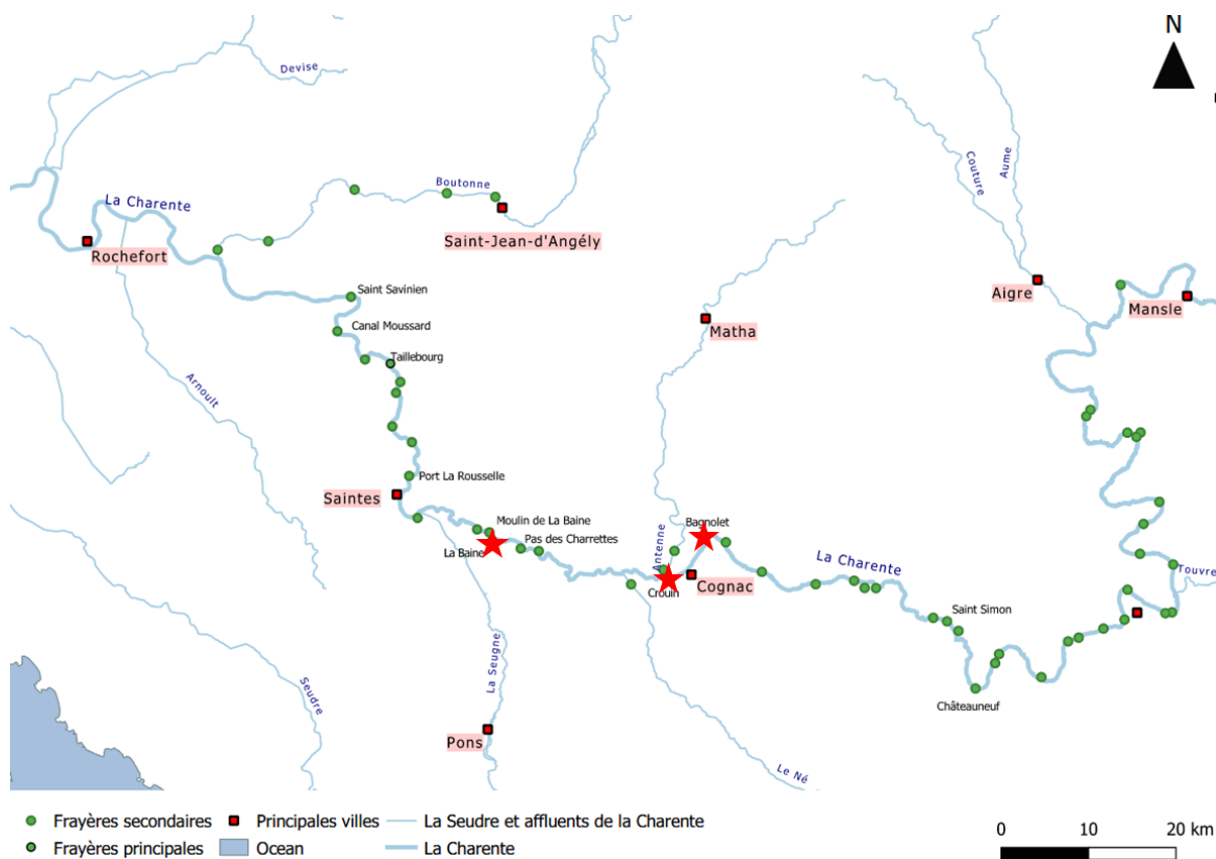 N
Devise
La Charente
Boutonne
Couture
Aume
Rochefort
Saint-Jean-d'Angély
Saint Savinien
Aigre
Mansle
Canal Moussard
Matha
Taillebourg
Arnoult
Port La Rousselle
Saintes
Moulin de La Baine
Bagnolet
Antenne
Pas des Charrettes
La Baine
La Charente
Touvre
Crouin
Cognac
Saint Simon
La Seugne
Seudre
Châteauneuf
Pons
Le Né
Frayères secondaires
Principales villes
La Seudre et affluents de la Charente
Frayères principales
Ocean
La Charente
0 10 20 km